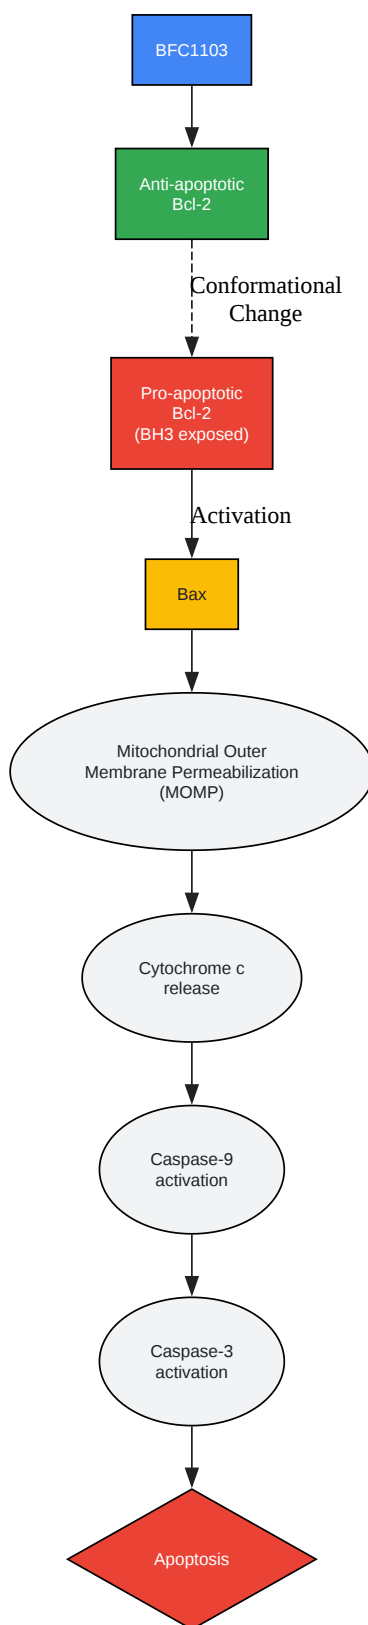 BFC1103
Anti-apoptotic
Bcl-2
Conformational
Change
Pro-apoptotic
Bcl-2
(BH3 exposed)
Activation
Bax
Mitochondrial Outer
Membrane Permeabilization
(MOMP)
Cytochrome c
release
Caspase-9
activation
Caspase-3
activation
Apoptosis